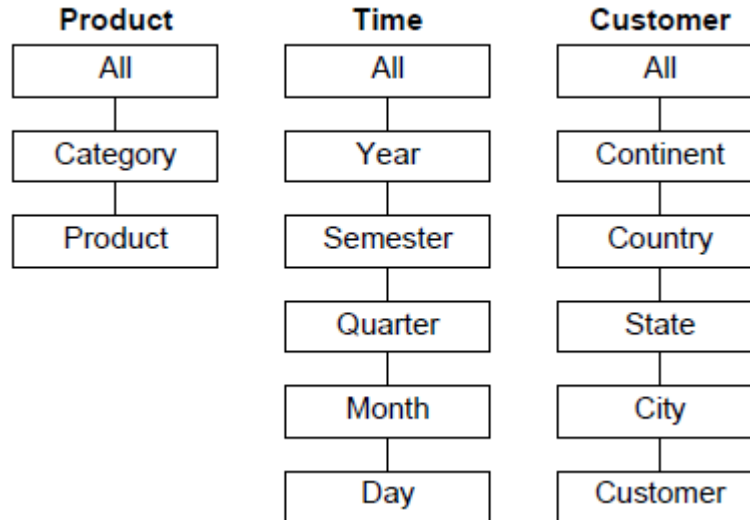 Product Time Customer
All All All
Category Year Continent
Product Semester Country
Quarter State
Month City
Day Customer